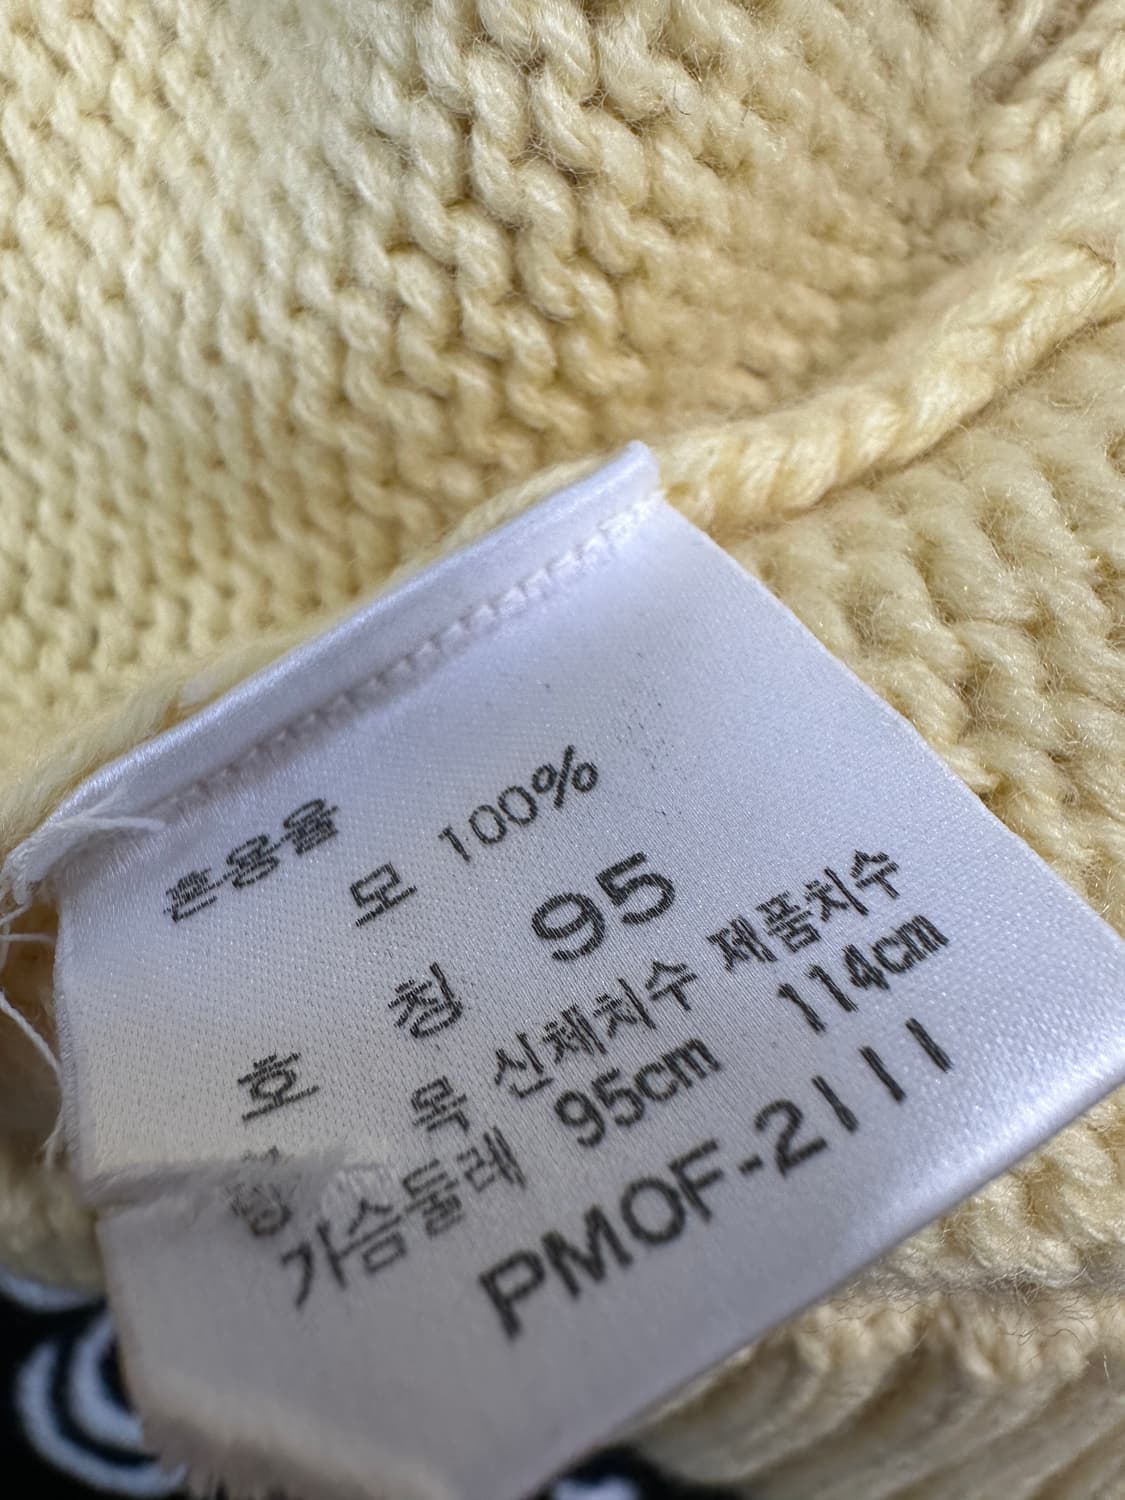 혼용율
모 100%
호 칭 95
항 목 신체치수 제품치수
가슴둘레 95cm 114cm
PMOF-2111